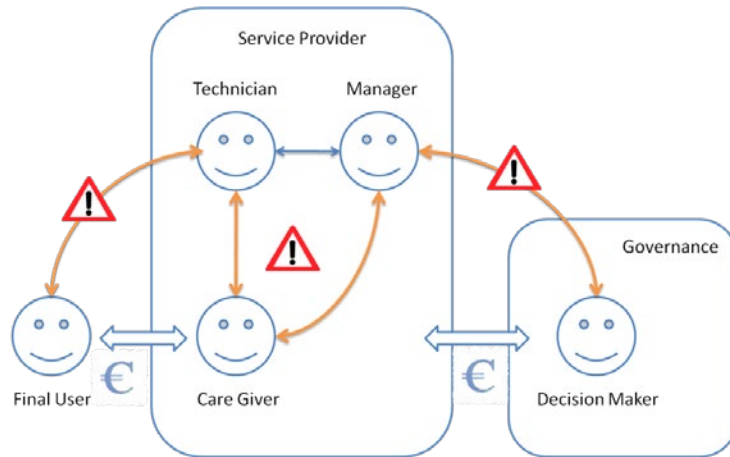 Service Provider
Technician
Manager
!
!
!
Governance
€
€
Final User
Care Giver
Decision Maker